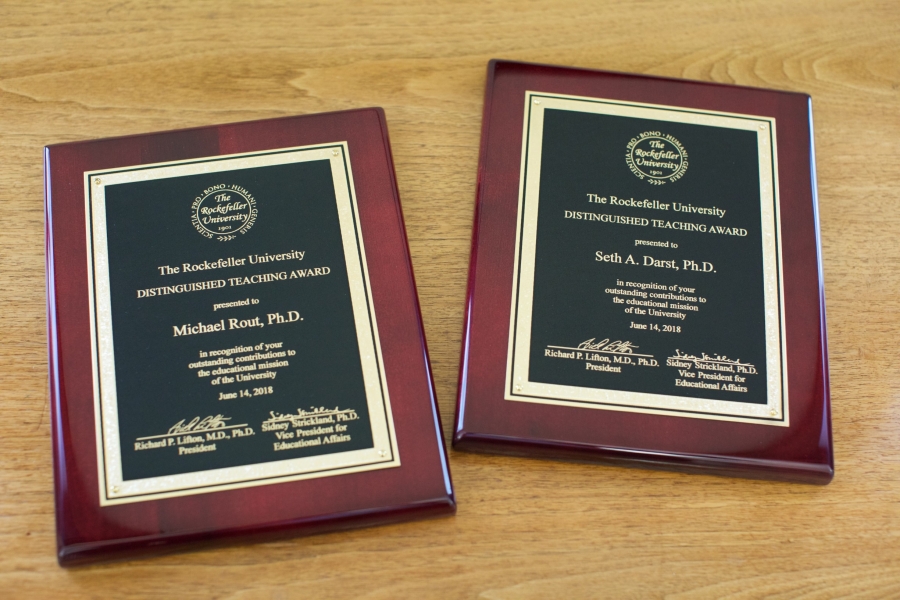 SCIENTIA · PRO · BONO · HUMANI · GENERIS
The
Rockefeller
University
1901
The Rockefeller University
DISTINGUISHED TEACHING AWARD
presented to
Michael Rout, Ph.D.
in recognition of your
outstanding contributions to
the educational mission
of the University
June 14, 2018
Richard P. Lifton, M.D., Ph.D.
President
Sidney Strickland, Ph.D.
Vice President for
Educational Affairs
SCIENTIA · PRO · BONO · HUMANI · GENERIS
The
Rockefeller
University
1901
The Rockefeller University
DISTINGUISHED TEACHING AWARD
presented to
Seth A. Darst, Ph.D.
in recognition of your
outstanding contributions to
the educational mission
of the University
June 14, 2018
Richard P. Lifton, M.D., Ph.D.
President
Sidney Strickland, Ph.D.
Vice President for
Educational Affairs